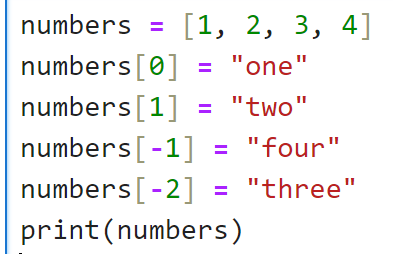 numbers = [1, 2, 3, 4]
numbers[0] = "one"
numbers[1] = "two"
numbers[-1] = "four"
numbers[-2] = "three"
print(numbers)